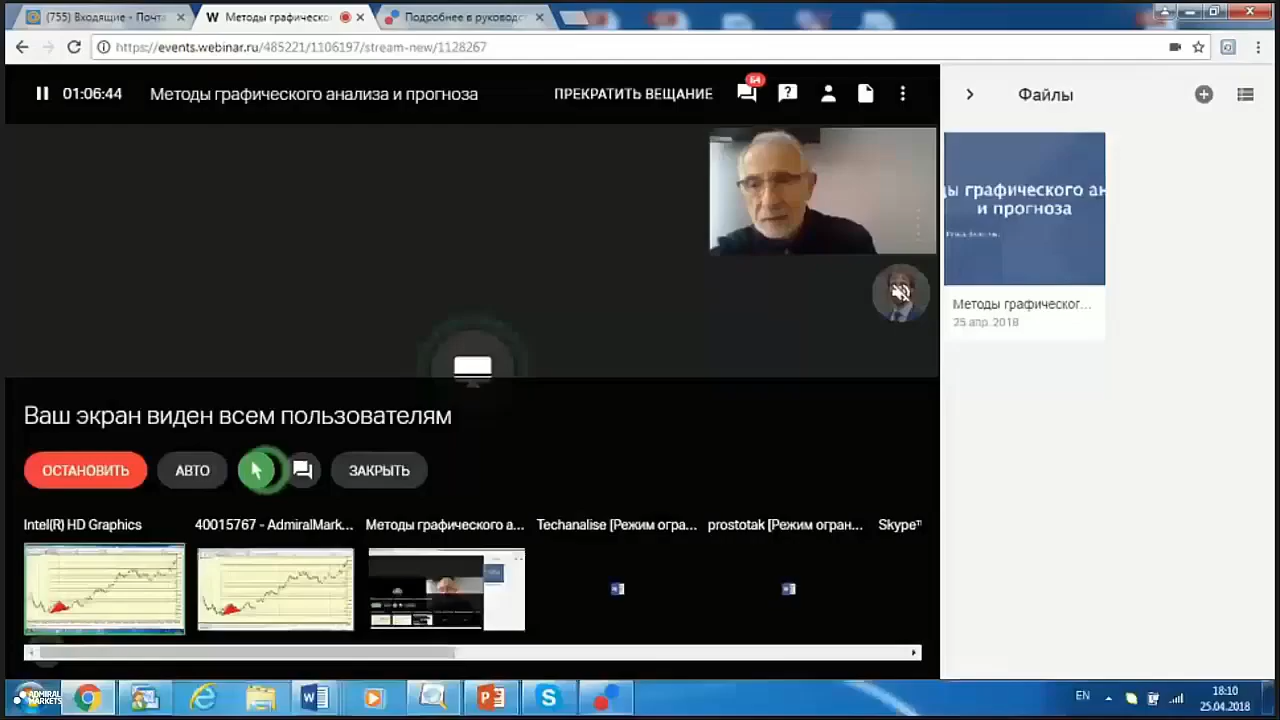 (755) Входящие - Почта
Методы графическо
Подробнее в руководст
https://events.webinar.ru/485221/1106197/stream-new/1128267
01:06:44
Методы графического анализа и прогноза
ПРЕКРАТИТЬ ВЕЩАНИЕ
64
Файлы
ы графического ан
и прогноза
Методы графическог...
25 апр. 2018
Ваш экран виден всем пользователям
ОСТАНОВИТЬ
АВТО
ЗАКРЫТЬ
Intel(R) HD Graphics
40015767 - AdmiralMark...
Методы графического а...
Techanalise [Режим огра...
prostotak [Режим огран...
Skype
ADMIRAL
MARKETS
EN
18:10
25.04.2018